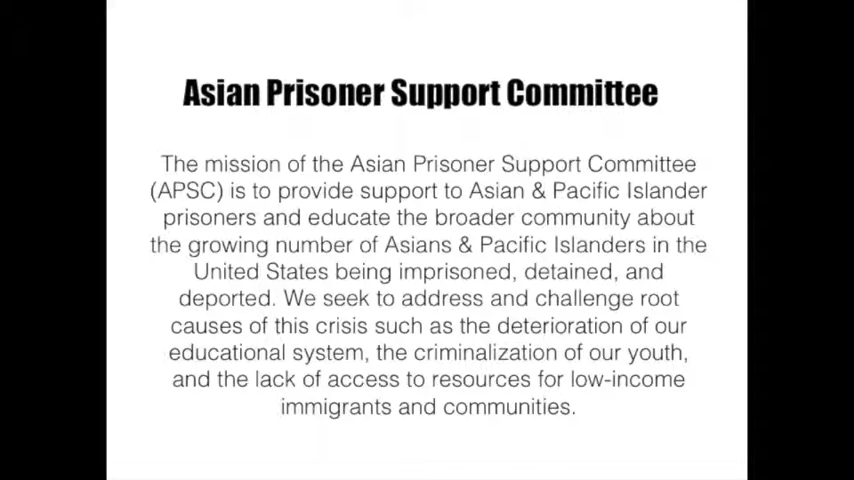 Asian Prisoner Support Committee
The mission of the Asian Prisoner Support Committee
(APSC) is to provide support to Asian & Pacific Islander
prisoners and educate the broader community about
the growing number of Asians & Pacific Islanders in the
United States being imprisoned, detained, and
deported. We seek to address and challenge root
causes of this crisis such as the deterioration of our
educational system, the criminalization of our youth,
and the lack of access to resources for low-income
immigrants and communities.